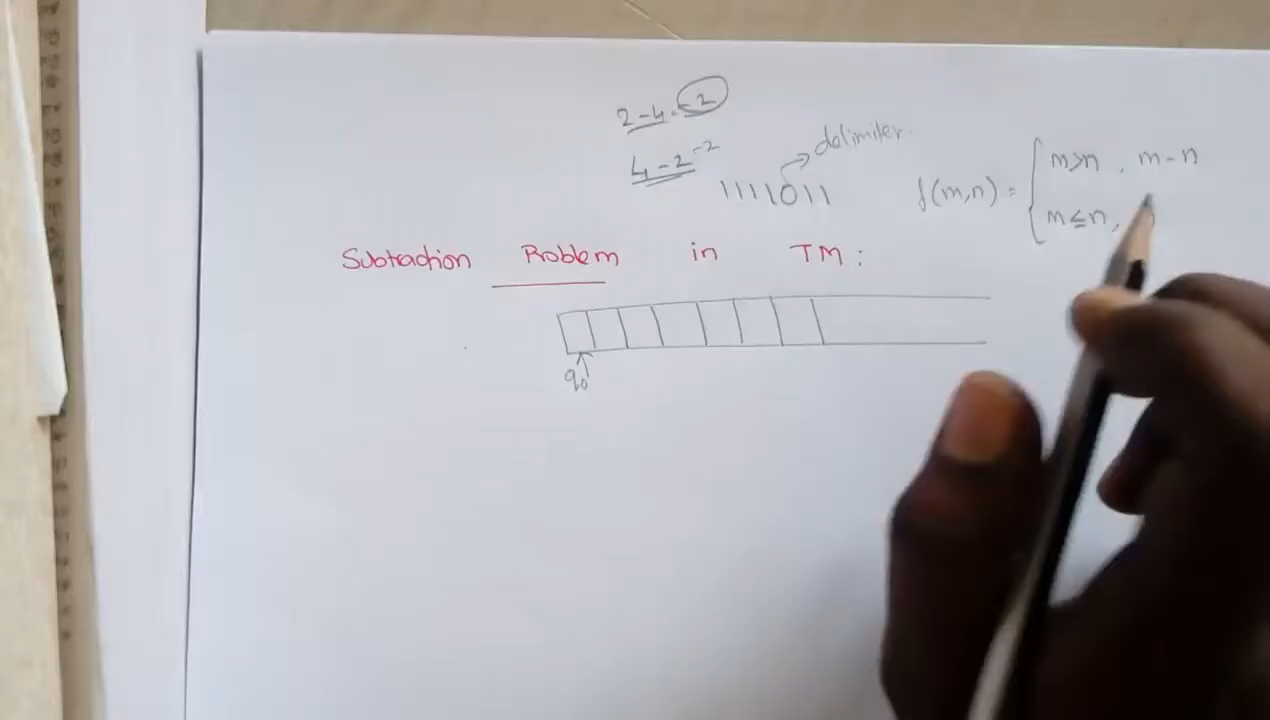 2-4=-2
4-2=2
delimiter
1111011
f(m,n) = { m>n, m-n
m≤n,
Subtraction Problem in TM:
q0